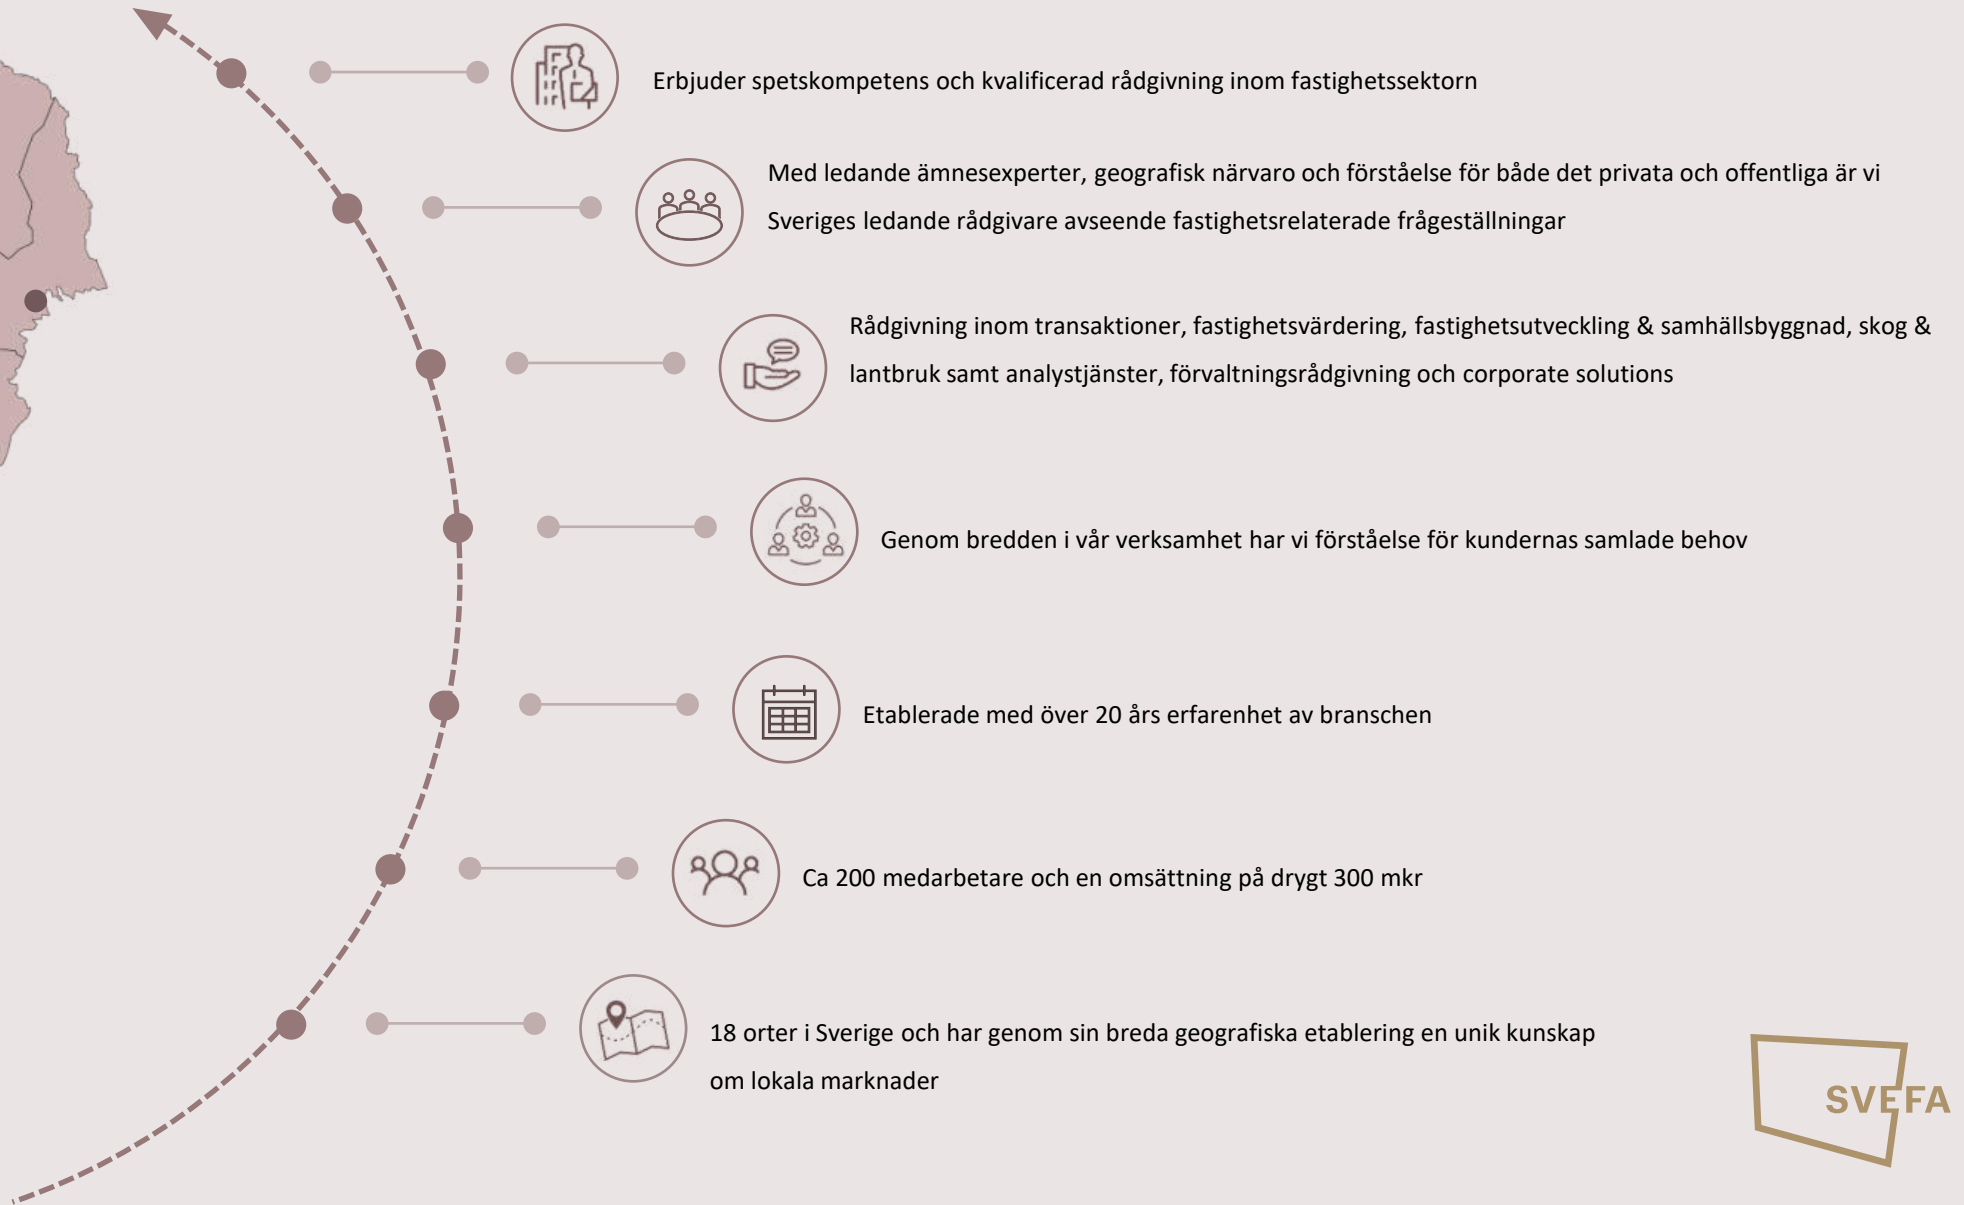 Erbjuder spetskompetens och kvalificerad rådgivning inom fastighetssektorn
Med ledande ämnesexperter, geografisk närvaro och förståelse för både det privata och offentliga är vi
Sveriges ledande rådgivare avseende fastighetsrelaterade frågeställningar
Rådgivning inom transaktioner, fastighetsvärdering, fastighetsutveckling & samhällsbyggnad, skog &
lantbruk samt analystjänster, förvaltningsrådgivning och corporate solutions
Genom bredden i vår verksamhet har vi förståelse för kundernas samlade behov
Etablerade med över 20 års erfarenhet av branschen
Ca 200 medarbetare och en omsättning på drygt 300 mkr
18 orter i Sverige och har genom sin breda geografiska etablering en unik kunskap
om lokala marknader
SVEFA